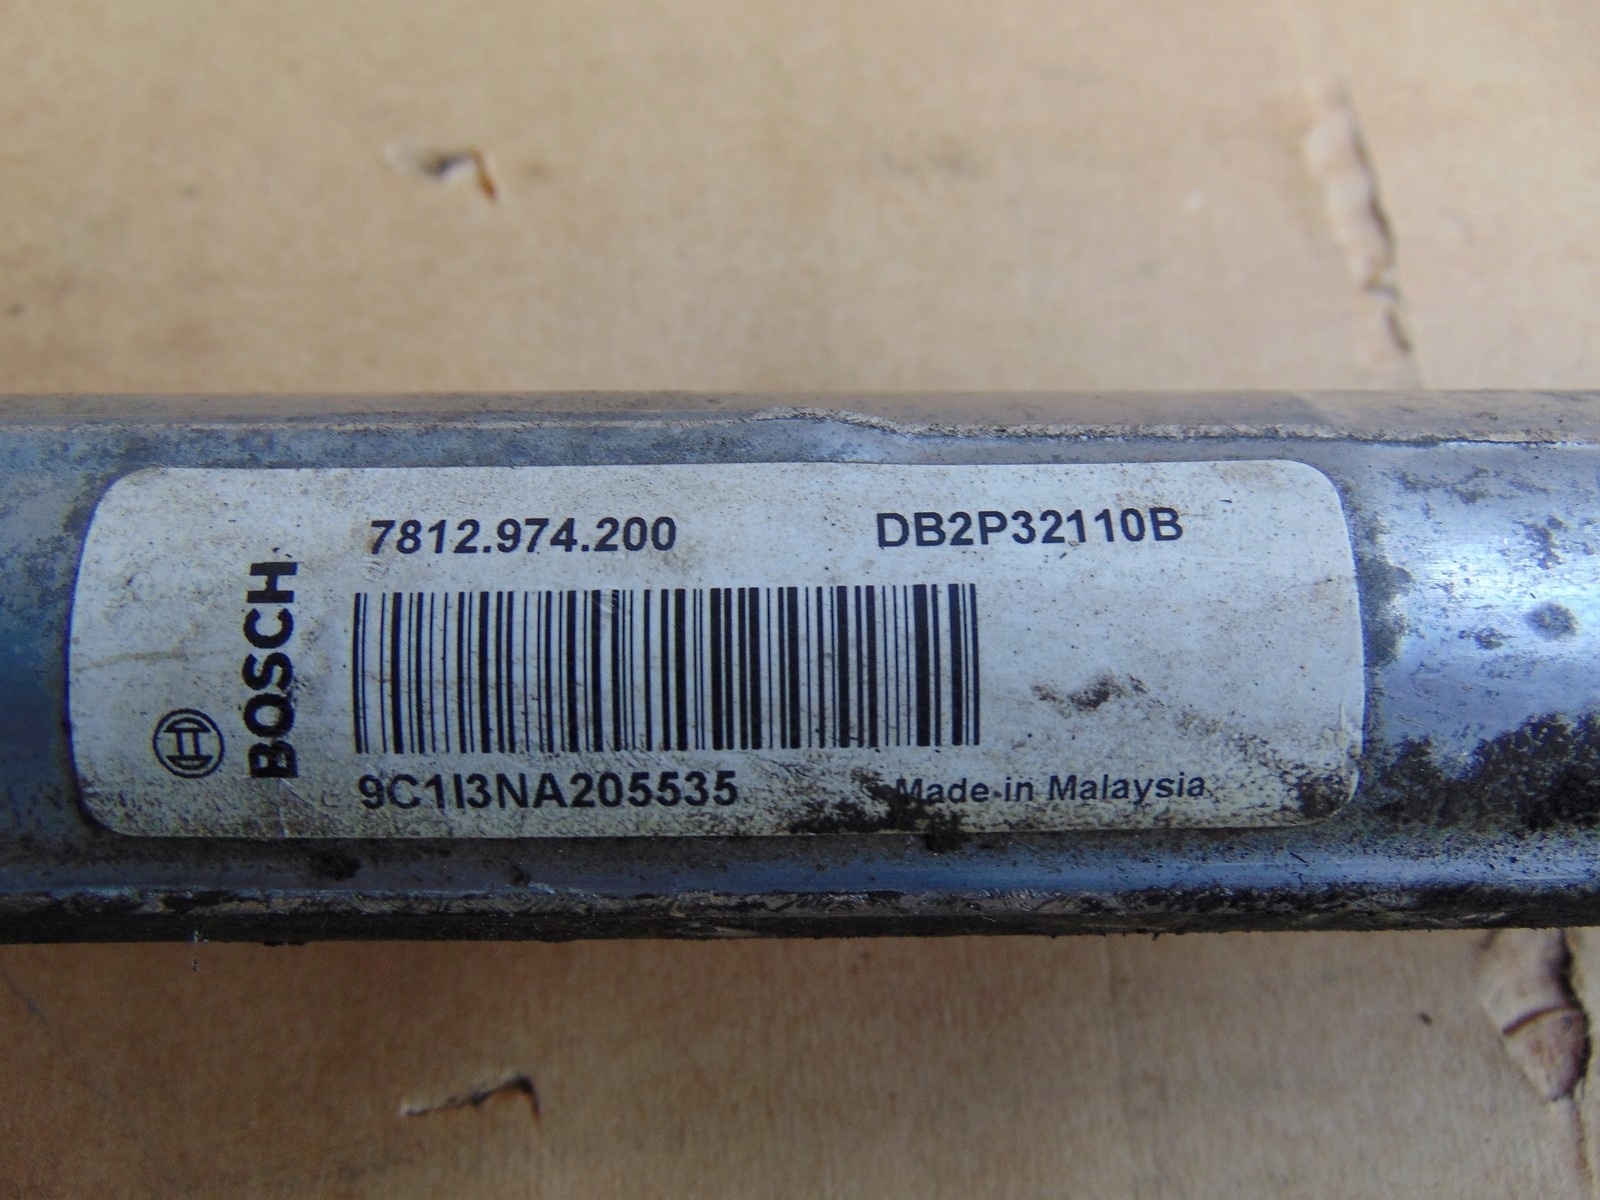 7812.974.200 DB2P32110B
BOSCH
9C1I3NA205535 Made in Malaysia